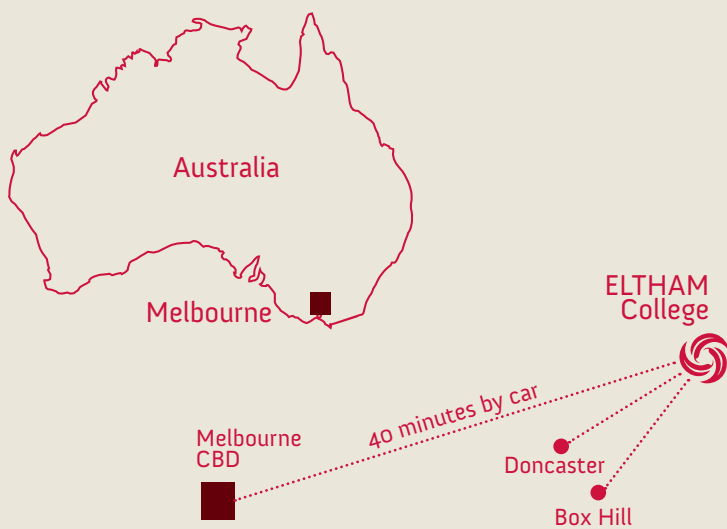 Australia
Melbourne
ELTHAM
College
40 minutes by car
Melbourne
CBD
Doncaster
Box Hill